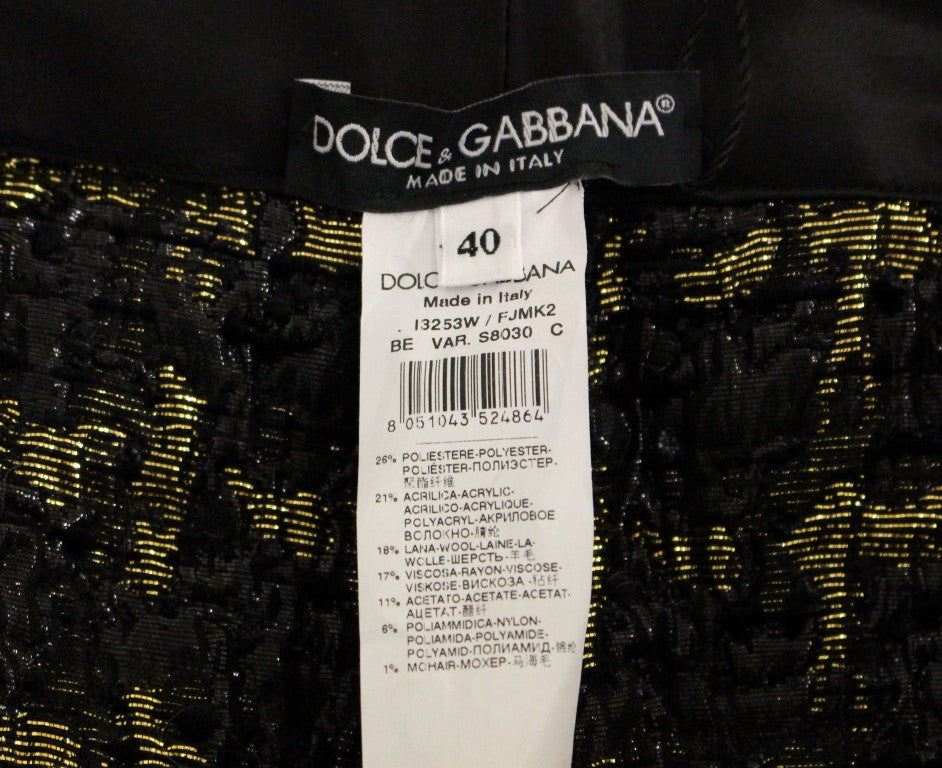 DOLCE & GABBANA®
MADE IN ITALY
40
DOLC BANA
Made in Italy
I3253W / FJMK2
BE VAR. S8030 C
8 051043 524864
26% POLIESTERE-POLYESTER-
POLIÉSTER-ПОЛИЭСТЕР-
聚酯纤维
21% ACRILICA-ACRYLIC-
ACRILICO-ACRYLIQUE-
POLYACRYL-АКРИЛОВОЕ
ВОЛОКНО-腈纶
18% LANA-WOOL-LAINE-LA-
WOLLE-ШЕРСТЬ-羊毛
17% VISCOSA-RAYON-VISCOSE-
VISKOSE-ВИСКОЗА-粘纤
11% ACETATO-ACETATE-ACETAT-
АЦЕТАТ-醋纤
6% POLIAMMIDICA-NYLON-
POLIAMIDA-POLYAMIDE-
POLYAMID-ПОЛИАМИД-锦纶
1% MOHAIR-МОХЕР-马海毛